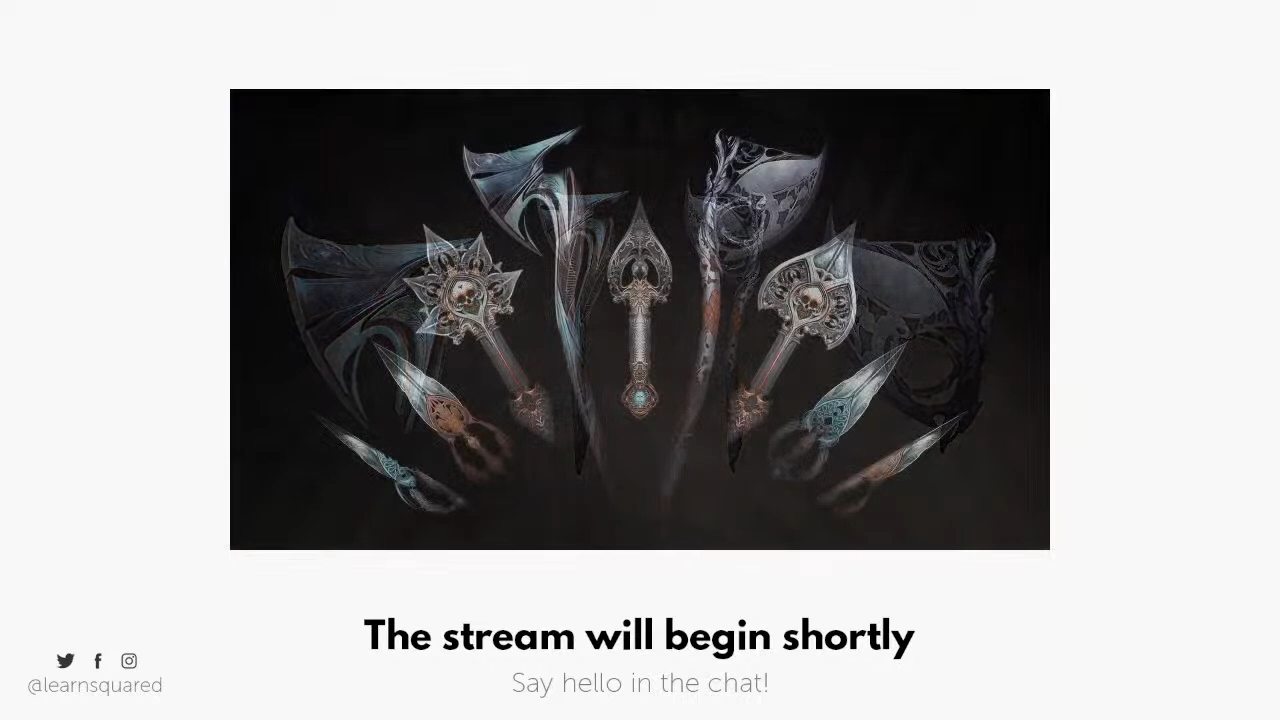 The stream will begin shortly
Say hello in the chat!
@learnsquared